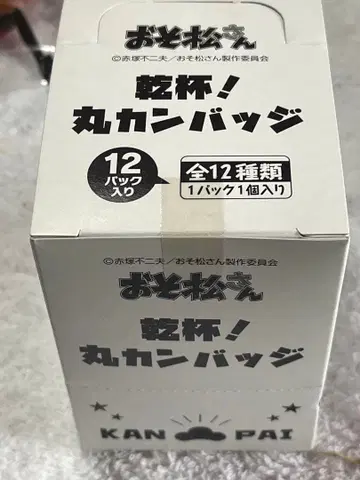 おそ松さん
©赤塚不二夫／おそ松さん製作委員会
乾杯！
丸カンバッジ
12
パック
入り
全12種類
1パック1個入り
©赤塚不二夫／おそ松さん製作委員会
おそ松さん
乾杯！
丸カンバッジ
KAN PAI